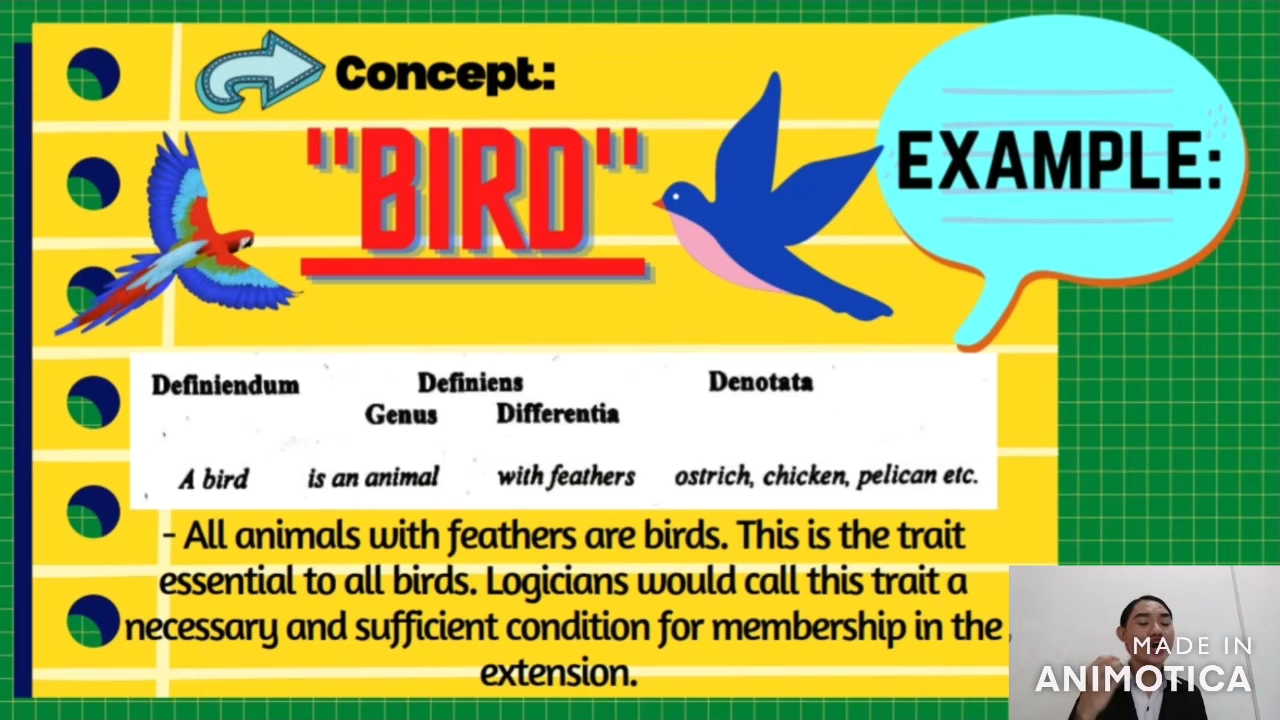 Concept:
"BIRD"
EXAMPLE:
Definiendum Definiens Denotata
Genus Differentia
A bird is an animal with feathers ostrich, chicken, pelican etc.
- All animals with feathers are birds. This is the trait
essential to all birds. Logicians would call this trait a
necessary and sufficient condition for membership in the
extension.
MADE IN
ANIMOTICA